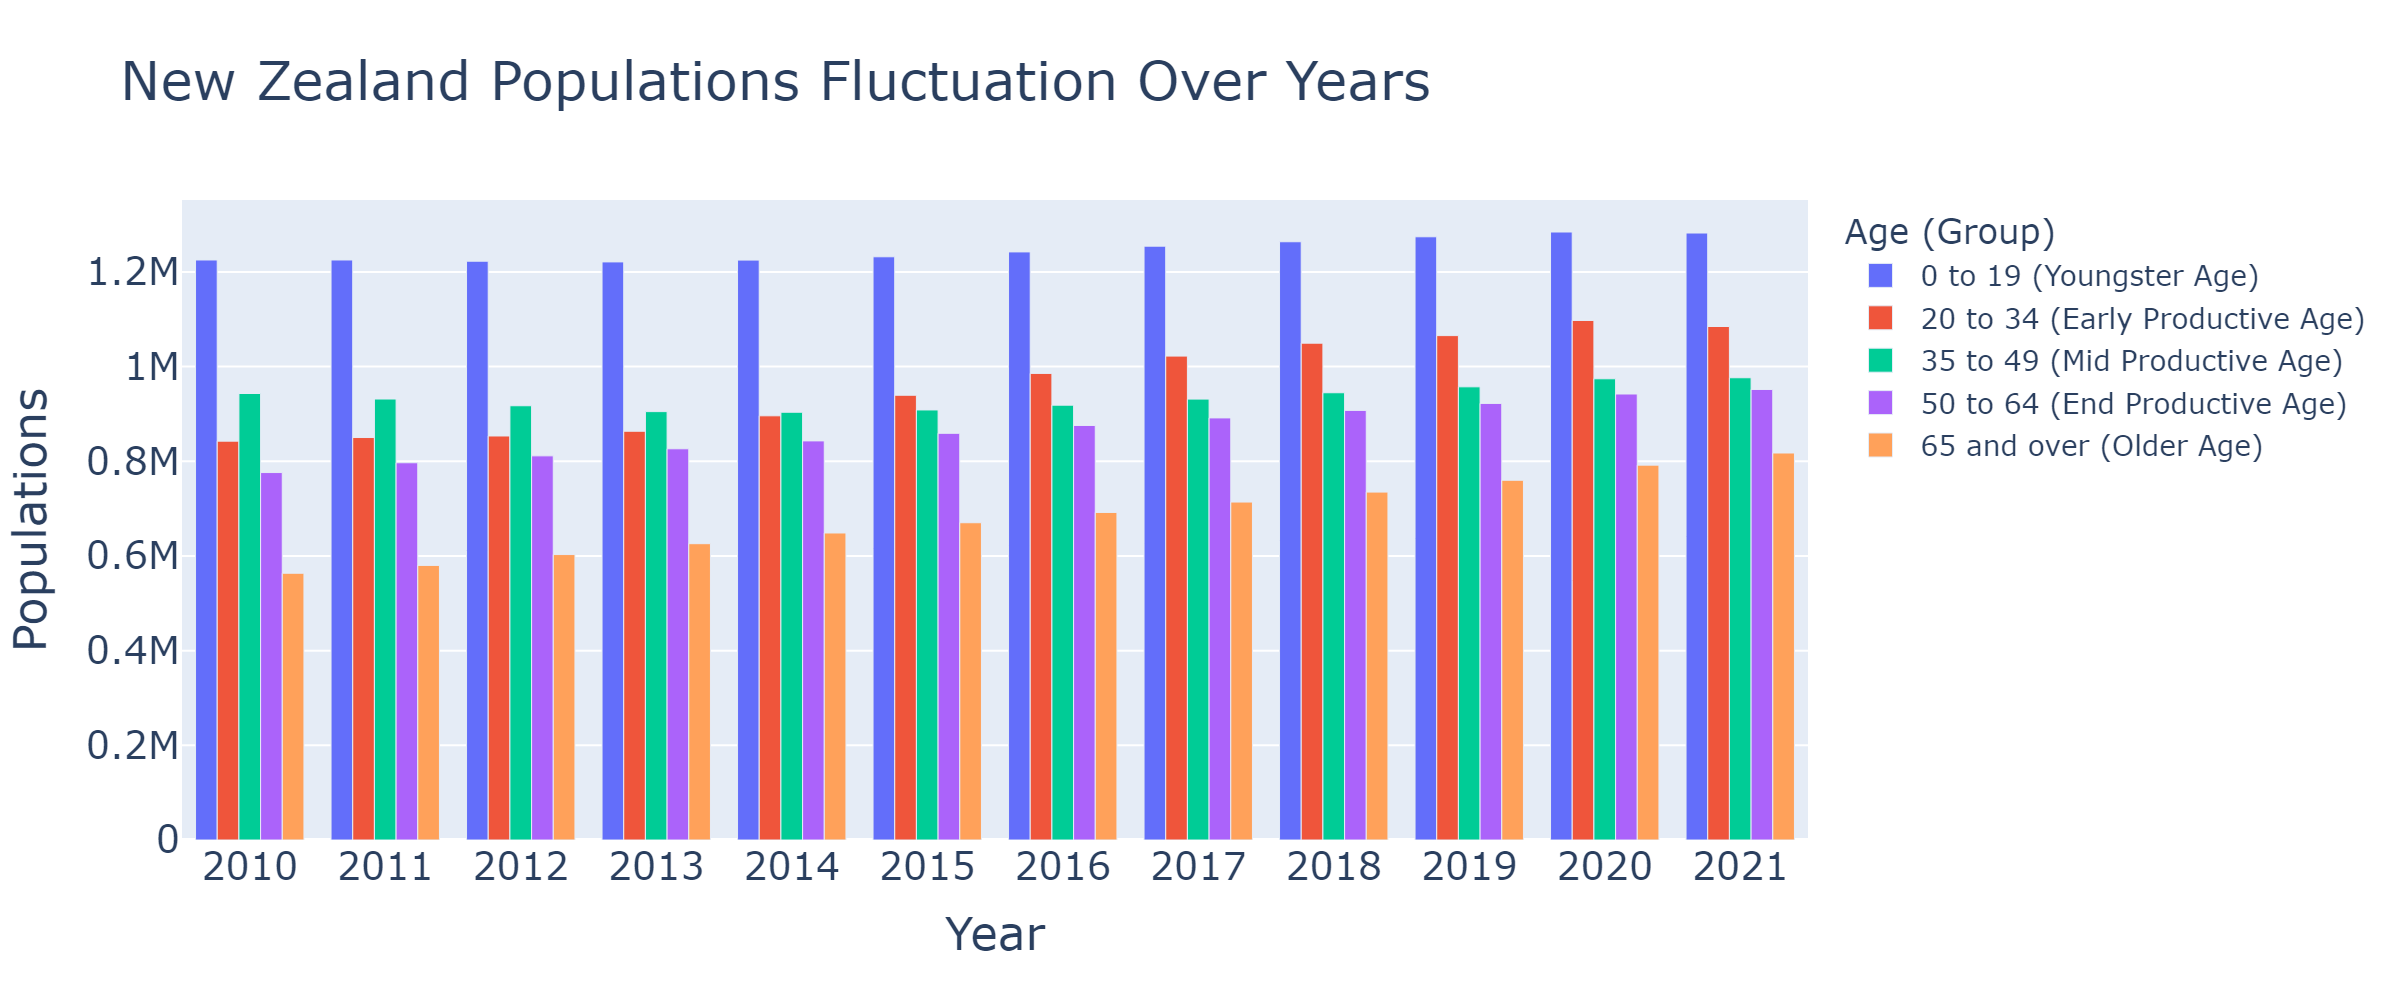 New Zealand Populations Fluctuation Over Years
Populations
1.2M
1M
0.8M
0.6M
0.4M
0.2M
0
2010 2011 2012 2013 2014 2015 2016 2017 2018 2019 2020 2021
Year
Age (Group)
0 to 19 (Youngster Age)
20 to 34 (Early Productive Age)
35 to 49 (Mid Productive Age)
50 to 64 (End Productive Age)
65 and over (Older Age)